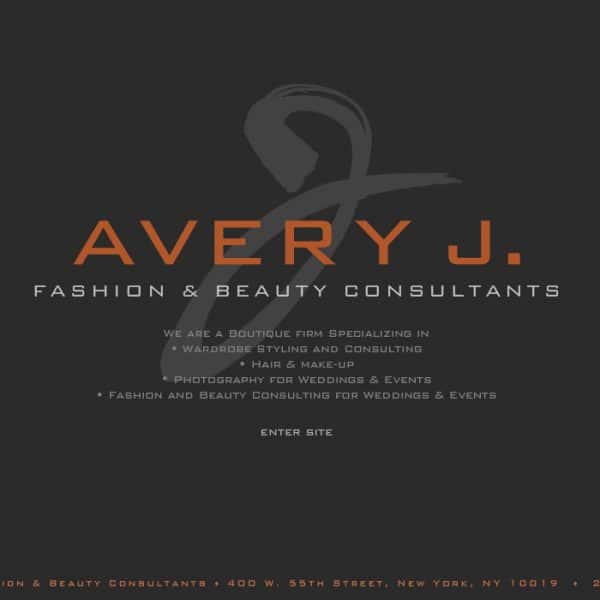 AVERY J.
FASHION & BEAUTY CONSULTANTS
WE ARE A BOUTIQUE FIRM SPECIALIZING IN
• WARDROBE STYLING AND CONSULTING
• HAIR & MAKE-UP
• PHOTOGRAPHY FOR WEDDINGS & EVENTS
• FASHION AND BEAUTY CONSULTING FOR WEDDINGS & EVENTS
ENTER SITE
ION & BEAUTY CONSULTANTS • 400 W. 55TH STREET, NEW YORK, NY 10019 • 2